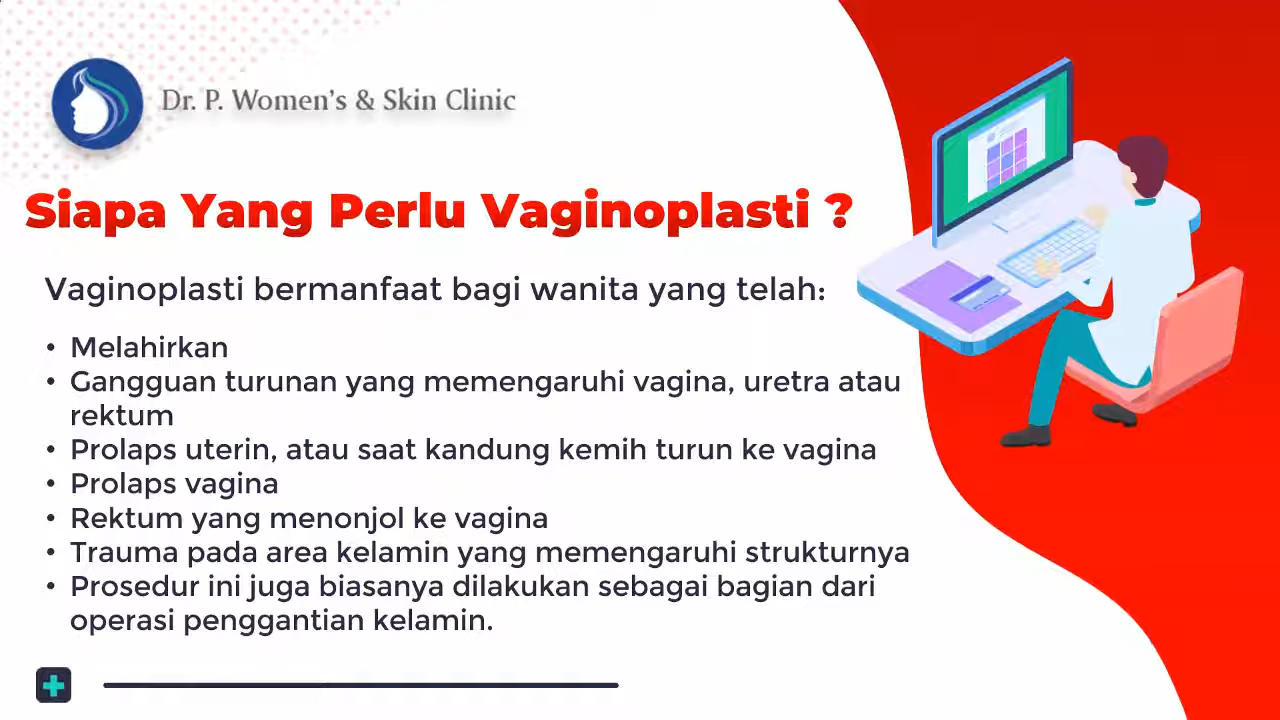 Dr. P. Women's & Skin Clinic
Siapa Yang Perlu Vaginoplasti ?
Vaginoplasti bermanfaat bagi wanita yang telah:
• Melahirkan
• Gangguan turunan yang memengaruhi vagina, uretra atau
rektum
• Prolaps uterin, atau saat kandung kemih turun ke vagina
• Prolaps vagina
• Rektum yang menonjol ke vagina
• Trauma pada area kelamin yang memengaruhi strukturnya
• Prosedur ini juga biasanya dilakukan sebagai bagian dari
operasi penggantian kelamin.